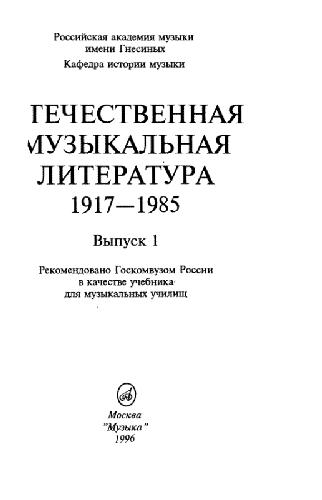 Российская академия музыки
имени Гнесиных
Кафедра истории музыки
ТЕЧЕСТВЕННАЯ
МУЗЫКАЛЬНАЯ
ЛИТЕРАТУРА
1917—1985
Выпуск 1
Рекомендовано Госкомвузом России
в качестве учебника
для музыкальных училищ
Москва
"Музыка"
1996